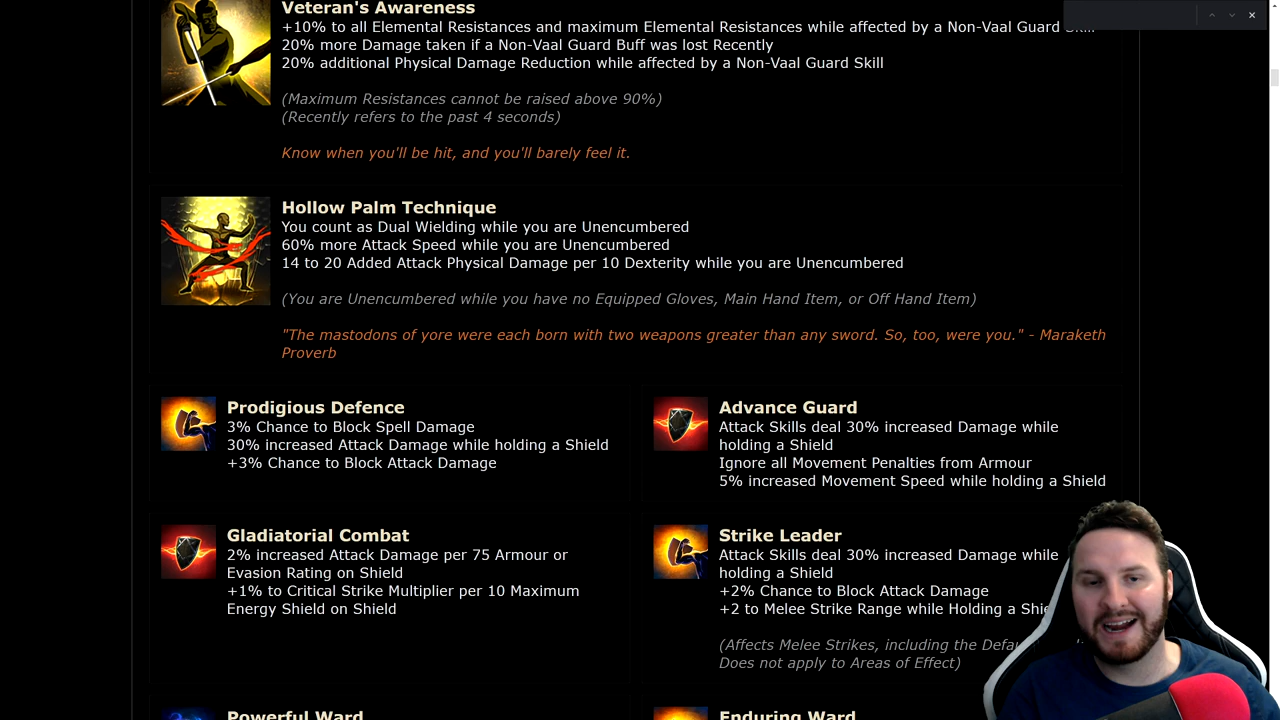 Veteran's Awareness
+10% to all Elemental Resistances and maximum Elemental Resistances while affected by a Non-Vaal Guard
20% more Damage taken if a Non-Vaal Guard Buff was lost Recently
20% additional Physical Damage Reduction while affected by a Non-Vaal Guard Skill
(Maximum Resistances cannot be raised above 90%)
(Recently refers to the past 4 seconds)
Know when you'll be hit, and you'll barely feel it.
Hollow Palm Technique
You count as Dual Wielding while you are Unencumbered
60% more Attack Speed while you are Unencumbered
14 to 20 Added Attack Physical Damage per 10 Dexterity while you are Unencumbered
(You are Unencumbered while you have no Equipped Gloves, Main Hand Item, or Off Hand Item)
"The mastodons of yore were each born with two weapons greater than any sword. So, too, were you." - Maraketh
Proverb
Prodigious Defence
3% Chance to Block Spell Damage
30% increased Attack Damage while holding a Shield
+3% Chance to Block Attack Damage
Advance Guard
Attack Skills deal 30% increased Damage while
holding a Shield
Ignore all Movement Penalties from Armour
5% increased Movement Speed while holding a Shield
Gladiatorial Combat
2% increased Attack Damage per 75 Armour or
Evasion Rating on Shield
+1% to Critical Strike Multiplier per 10 Maximum
Energy Shield on Shield
Strike Leader
Attack Skills deal 30% increased Damage while
holding a Shield
+2% Chance to Block Attack Damage
+2 to Melee Strike Range while Holding a
(Affects Melee Strikes, including the
Does not apply to Areas of Effect)
Powerful Ward
Enduring Ward